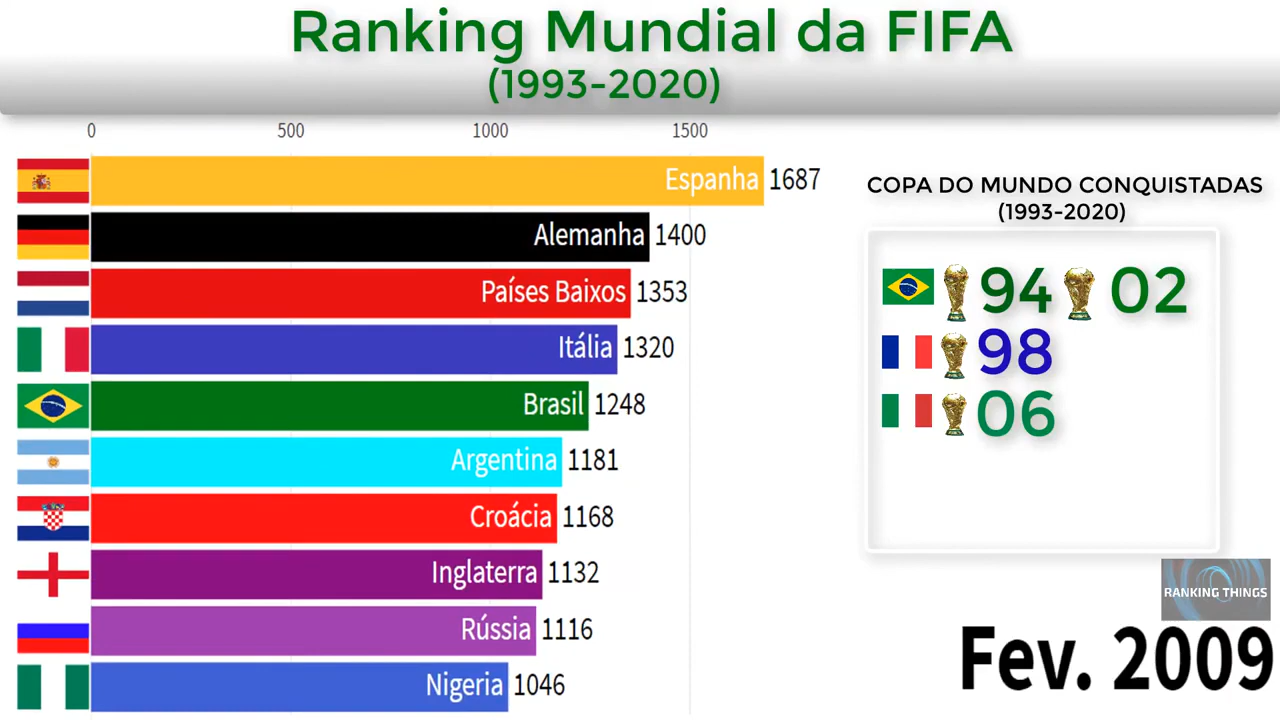 Ranking Mundial da FIFA
(1993-2020)
0 500 1000 1500
Espanha 1687
Alemanha 1400
Países Baixos 1353
Itália 1320
Brasil 1248
Argentina 1181
Croácia 1168
Inglaterra 1132
Rússia 1116
Nigeria 1046
COPA DO MUNDO CONQUISTADAS
(1993-2020)
94 02
98
06
RANKING THINGS
Fev. 2009